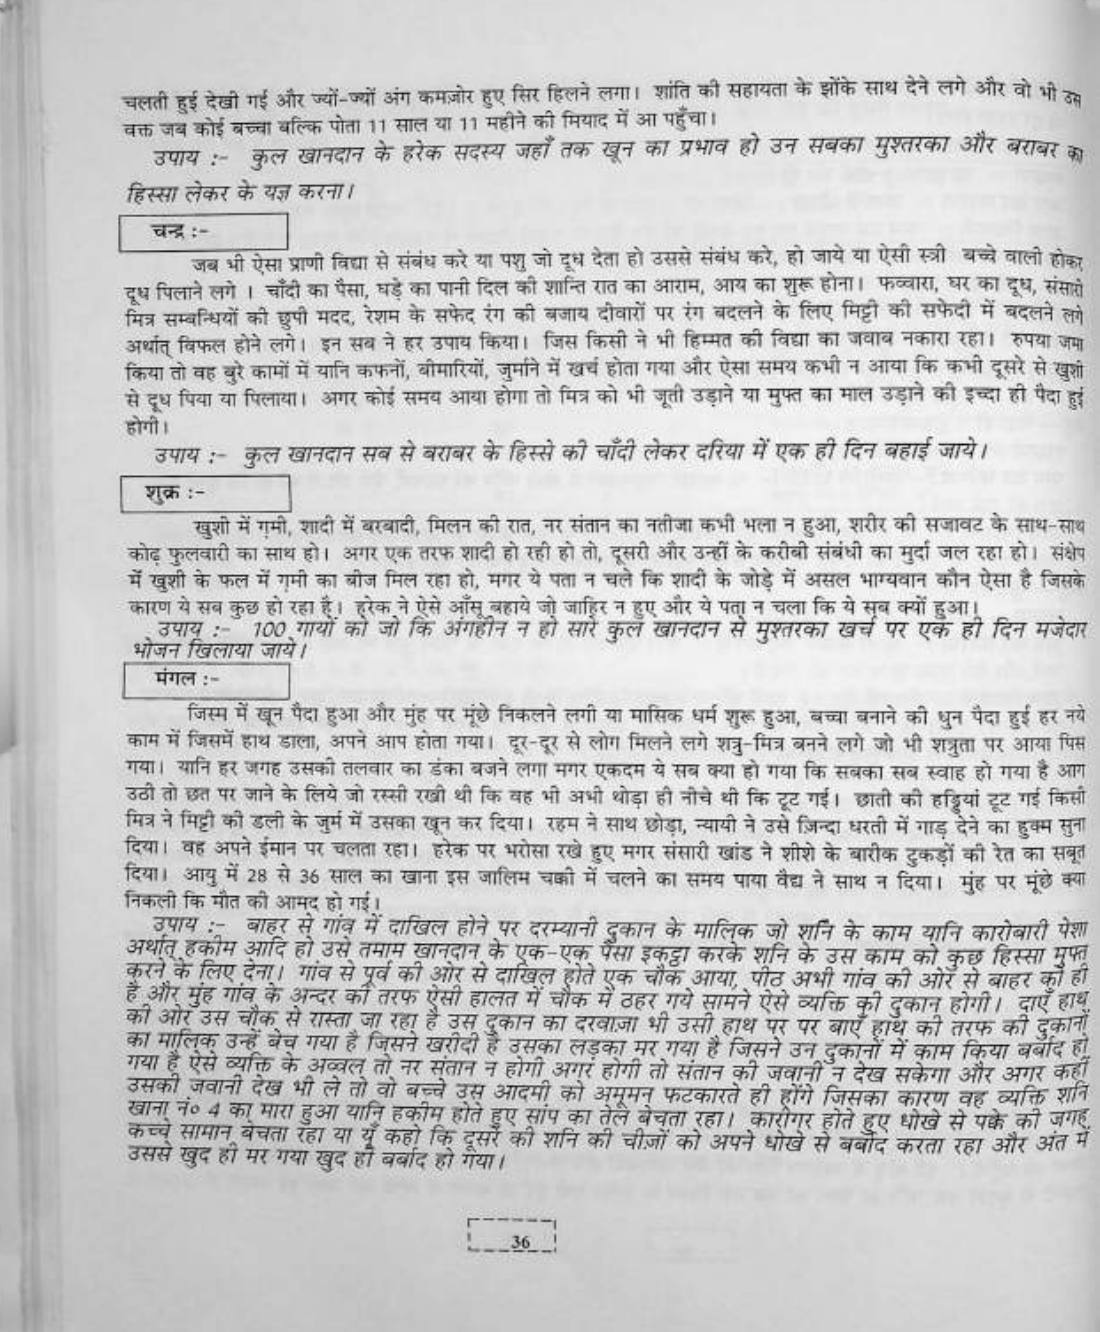 चलती हुई देखी गई और ज्यों-ज्यों अंग कमज़ोर हुए सिर हिलने लगा। शांति की सहायता के झोंके साथ देने लगे और वो भी उस
वक्त जब कोई बच्चा बल्कि पोता 11 साल या 11 महीने की मियाद में आ पहुँचा।
उपाय :- कुल खानदान के हरेक सदस्य जहाँ तक खून का प्रभाव हो उन सबका मुश्तरका और बराबर का
हिस्सा लेकर के यज्ञ करना।
चन्द्र :-
जब भी ऐसा प्राणी विद्या से संबंध करे या पशु जो दूध देता हो उससे संबंध करे, हो जाये या ऐसी स्त्री बच्चे वाली होकर
दूध पिलाने लगे । चाँदी का पैसा, घड़े का पानी दिल की शान्ति रात का आराम, आय का शुरू होना। फव्वारा, घर का दूध, संसारी
मित्र सम्बन्धियों की छुपी मदद, रेशम के सफेद रंग की बजाय दीवारों पर रंग बदलने के लिए मिट्टी की सफेदी में बदलने लगे
अर्थात् विफल होने लगे। इन सब ने हर उपाय किया। जिस किसी ने भी हिम्मत की विद्या का जवाब नकारा रहा। रुपया जमा
किया तो वह बुरे कामों में यानि कफनों, बीमारियों, जुर्माने में खर्च होता गया और ऐसा समय कभी न आया कि कभी दूसरे से खुशी
से दूध पिया या पिलाया। अगर कोई समय आया होगा तो मित्र को भी जूती उड़ाने या मुफ्त का माल उड़ाने की इच्दा ही पैदा हुई
होगी।
उपाय :- कुल खानदान सब से बराबर के हिस्से की चाँदी लेकर दरिया में एक ही दिन बहाई जाये।
शुक्र :-
खुशी में ग़मी, शादी में बरबादी, मिलन की रात, नर संतान का नतीजा कभी भला न हुआ, शरीर की सजावट के साथ-साथ
कोढ़ फुलवारी का साथ हो। अगर एक तरफ शादी हो रही हो तो, दूसरी और उन्हीं के करीबी संबंधी का मुर्दा जल रहा हो। संक्षेप
में खुशी के फल में ग़मी का बीज मिल रहा हो, मगर ये पता न चले कि शादी के जोड़े में असल भाग्यवान कौन ऐसा है जिसके
कारण ये सब कुछ हो रहा है। हरेक ने ऐसे आँसू बहाये जो जाहिर न हुए और ये पता न चला कि ये सब क्यों हुआ।
उपाय :- 100 गायों को जो कि अंगहीन न हो सारे कुल खानदान से मुश्तरका खर्च पर एक ही दिन मजेदार
भोजन खिलाया जाये।
मंगल :-
जिस्म में खून पैदा हुआ और मुंह पर मूंछे निकलने लगी या मासिक धर्म शुरू हुआ, बच्चा बनाने की धुन पैदा हुई हर नये
काम में जिसमें हाथ डाला, अपने आप होता गया। दूर-दूर से लोग मिलने लगे शत्रु-मित्र बनने लगे जो भी शत्रुता पर आया पिस
गया। यानि हर जगह उसकी तलवार का डंका बजने लगा मगर एकदम ये सब क्या हो गया कि सबका सब स्वाह हो गया है आग
उठी तो छत पर जाने के लिये जो रस्सी रखी थी कि वह भी अभी थोड़ा ही नीचे थी कि टूट गई। छाती की हड्डियां टूट गई किसी
मित्र ने मिट्टी की डली के जुर्म में उसका खून कर दिया। रहम ने साथ छोड़ा, न्यायी ने उसे ज़िन्दा धरती में गाड़ देने का हुक्म सुना
दिया। वह अपने ईमान पर चलता रहा। हरेक पर भरोसा रखे हुए मगर संसारी खांड ने शीशे के बारीक टुकड़ों की रेत का सबूत
दिया। आयु में 28 से 36 साल का खाना इस जालिम चक्की में चलने का समय पाया वैद्य ने साथ न दिया। मुंह पर मूंछे क्या
निकली कि मौत की आमद हो गई।
उपाय :- बाहर से गांव में दाखिल होने पर दरम्यानी दुकान के मालिक जो शनि के काम यानि कारोबारी पेशा
अर्थात् हकीम आदि हो उसे तमाम खानदान के एक-एक पैसा इकट्ठा करके शनि के उस काम को कुछ हिस्सा मुफ्त
करने के लिए देना। गांव से पूर्व की ओर से दाखिल होते एक चौक आया, पीठ अभी गांव की ओर से बाहर को ही
है और मुंह गांव के अन्दर की तरफ ऐसी हालत में चौक में ठहर गये सामने ऐसे व्यक्ति की दुकान होगी। दाएँ हाथ
की ओर उस चौक से रास्ता जा रहा है उस दुकान का दरवाज़ा भी उसी हाथ पर पर बाएँ हाथ की तरफ की दुकानों
का मालिक उन्हें बेच गया है जिसने खरीदी है उसका लड़का मर गया है जिसने उन दुकानों में काम किया बर्बाद हो
गया है ऐसे व्यक्ति के अव्वल तो नर संतान न होगी अगर होगी तो संतान की जवानी न देख सकेगा और अगर कहीं
उसकी जवानी देख भी ले तो वो बच्चे उस आदमी को अमूमन फटकारते ही होंगे जिसका कारण वह व्यक्ति शनि
खाना नं० 4 का मारा हुआ यानि हकीम होते हुए सांप का तेल बेचता रहा। कारीगर होते हुए धोखे से पक्के की जगह
कच्चे सामान बेचता रहा या यूँ कहो कि दूसरे की शनि की चीज़ों को अपने धोखे से बर्बाद करता रहा और अंत में
उससे खुद ही मर गया खुद ही बर्बाद हो गया।
36